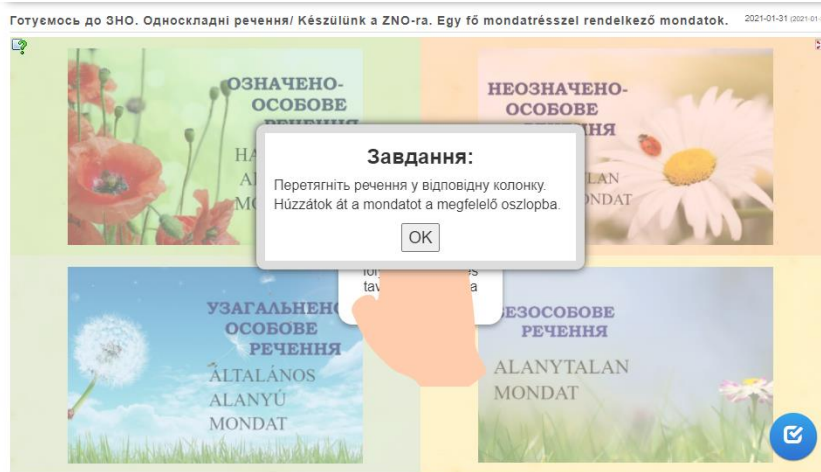 Готуємось до ЗНО. Односкладні речення/ Készülünk a ZNO-ra. Egy fő mondatrésszel rendelkező mondatok.
2021-01-31
ОЗНАЧЕНО-
ОСОБОВЕ
НЕОЗНАЧЕНО-
ОСОБОВЕ
Завдання:
Перетягніть речення у відповідну колонку.
Húzzátok át a mondatot a megfelelő oszlopba.
OK
ОСОБОВЕ
РЕЧЕННЯ
ÁLTALÁNOS
ALANYÚ
MONDAT
БЕЗОСОБОВЕ
РЕЧЕННЯ
ALANYTALAN
MONDAT